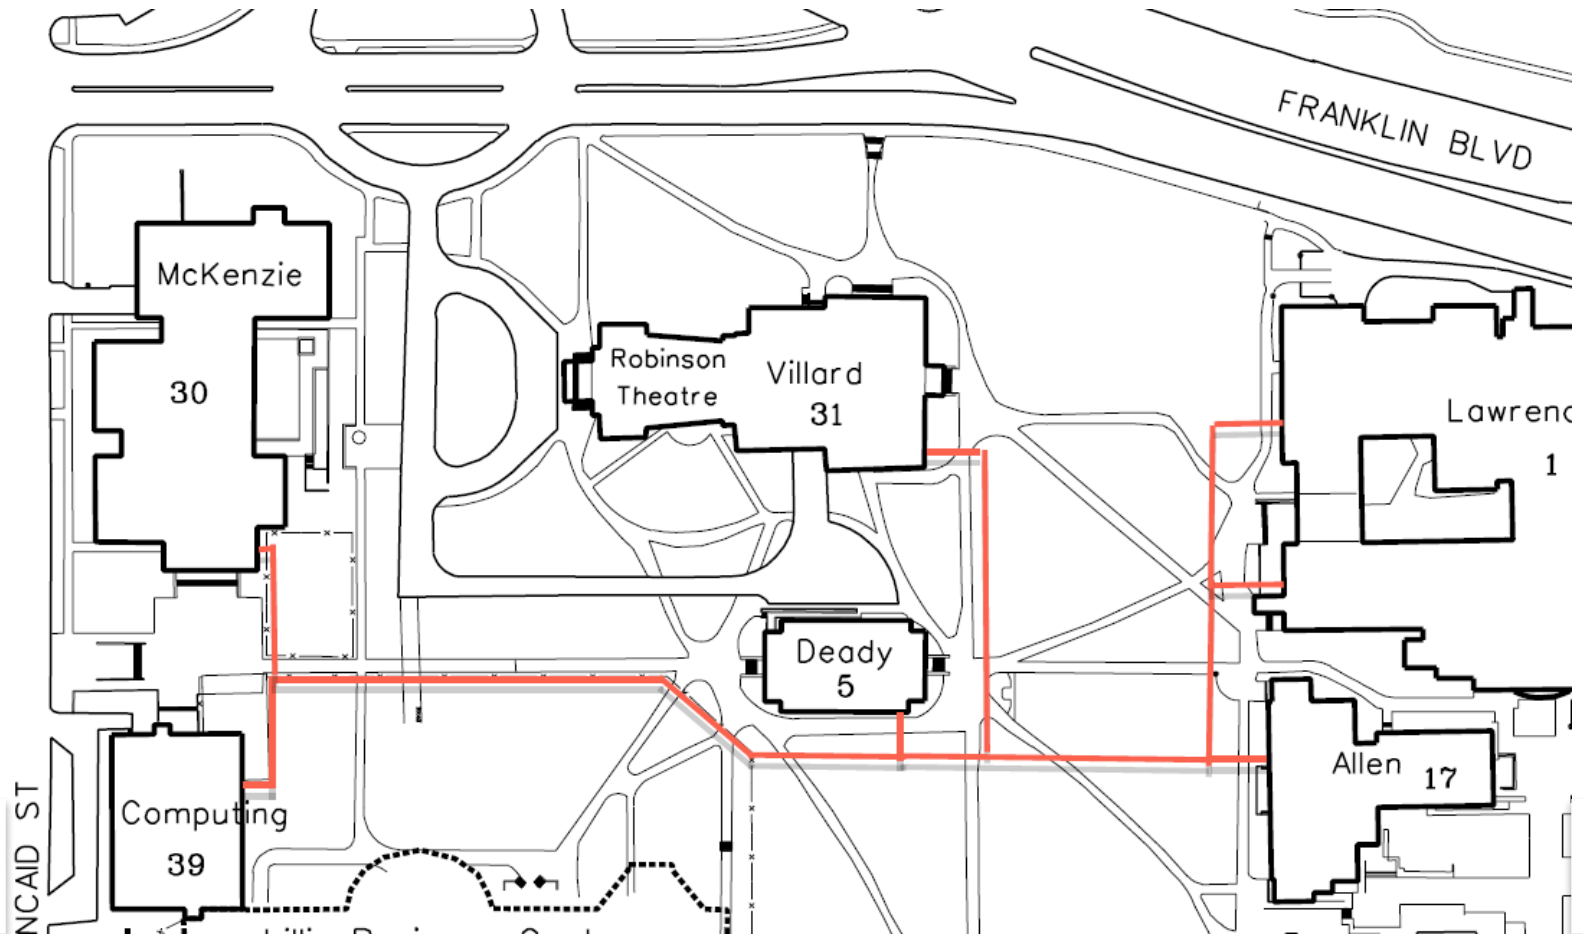 FRANKLIN BLVD
McKenzie
30
Robinson
Theatre
Villard
31
Lawrenc
1
Deady
5
Allen
17
Computing
39
NCAID ST